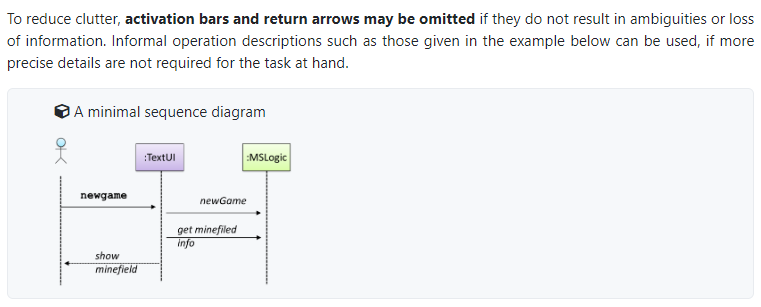 To reduce clutter, activation bars and return arrows may be omitted if they do not result in ambiguities or loss
of information. Informal operation descriptions such as those given in the example below can be used, if more
precise details are not required for the task at hand.
A minimal sequence diagram
:TextUI
:MSLogic
newgame
newGame
get minefiled
info
show
minefield